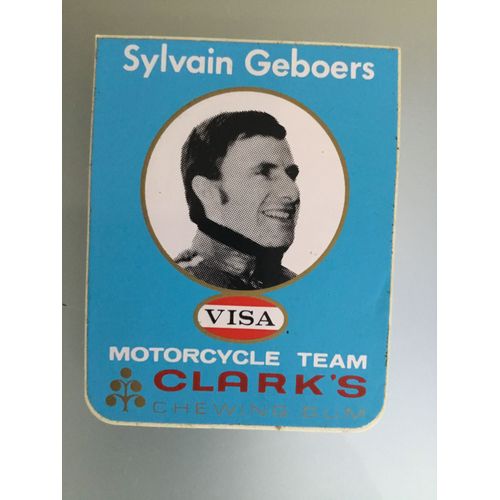 Sylvain Geboers
VISA
MOTORCYCLE TEAM
CLARK'S
CHEWING GUM